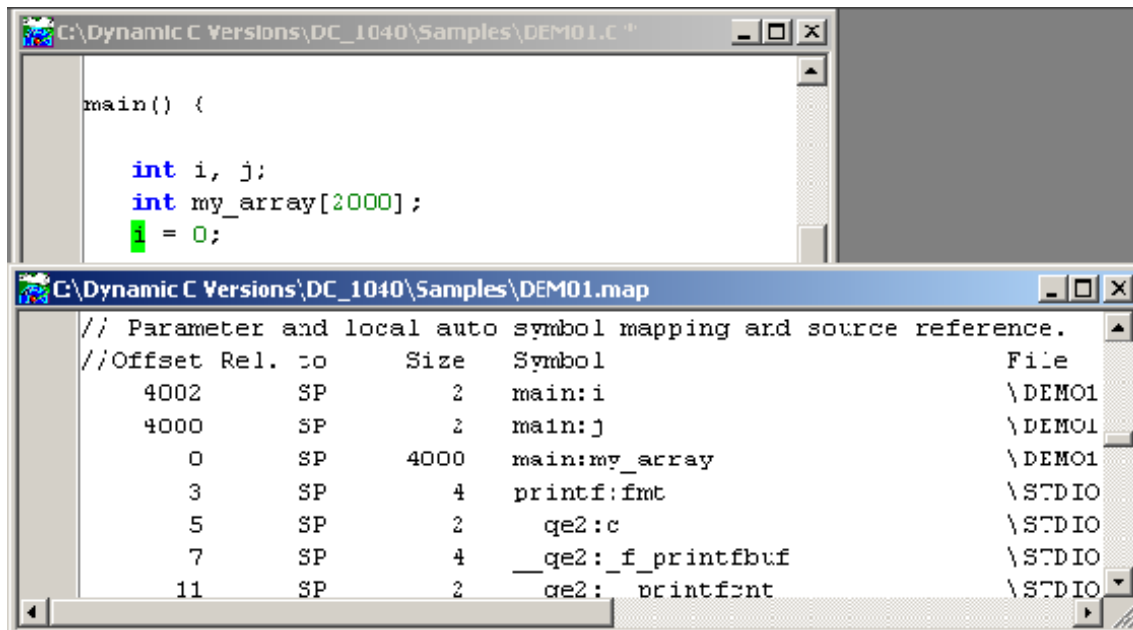 C:\Dynamic C Versions\DC_1040\Samples\DEMO1.C *
main() {
int i, j;
int my_array[2000];
i = 0;
C:\Dynamic C Versions\DC_1040\Samples\DEMO1.map
// Parameter and local auto symbol mapping and source reference.
//Offset Rel. to Size Symbol File
4002 SP 2 main:i \DEMO1
4000 SP 2 main:j \DEMO1
0 SP 4000 main:my_array \DEMO1
3 SP 4 printf:fmt \STDIO
5 SP 2 __qe2:c \STDIO
7 SP 4 __qe2:_f_printfbuf \STDIO
11 SP 2 \STDIO